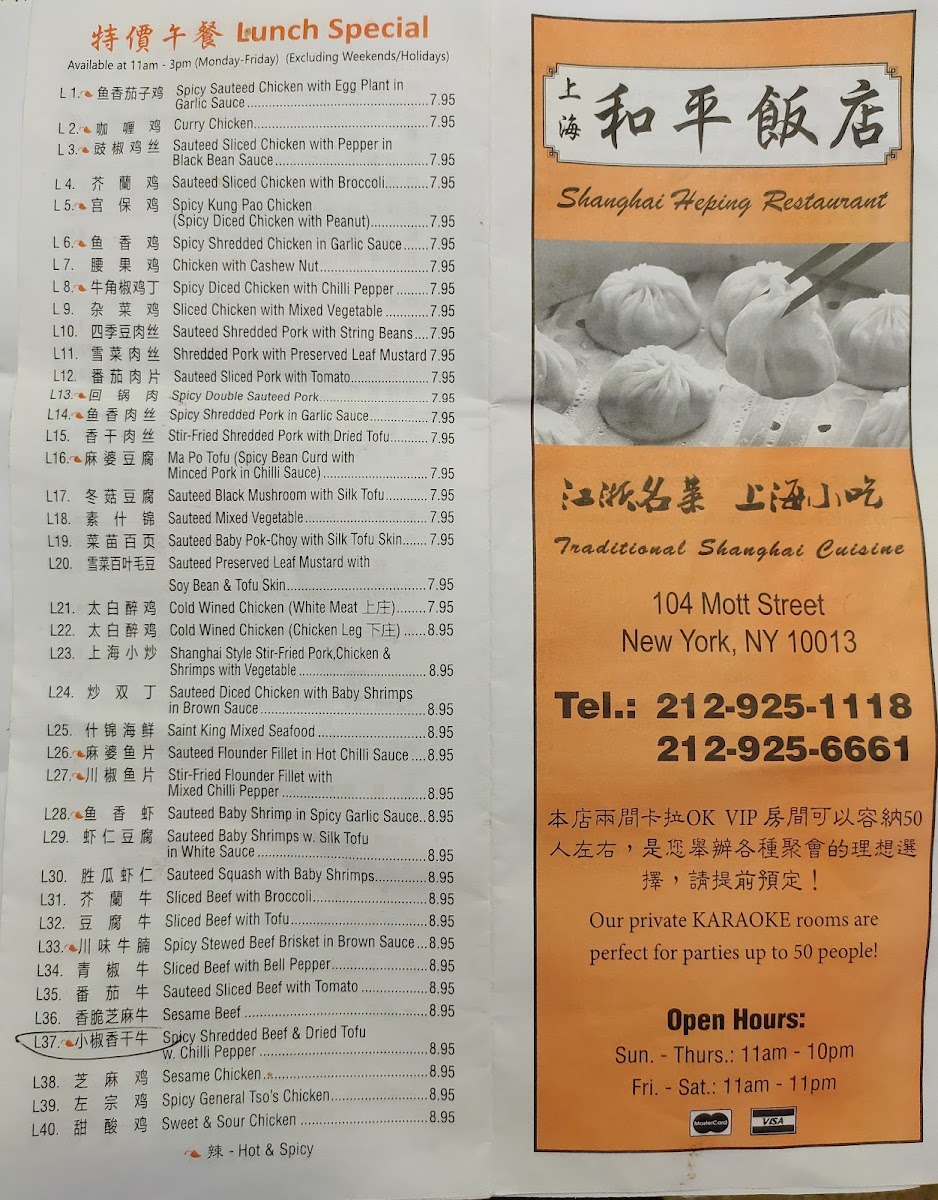 特價午餐 Lunch Special
Available at 11am - 3pm (Monday-Friday) (Excluding Weekends/Holidays)
L 1. 鱼香茄子鸡 Spicy Sauteed Chicken with Egg Plant in
Garlic Sauce 7.95
L 2. 咖喱鸡 Curry Chicken 7.95
L 3. 豉椒鸡丝 Sauteed Sliced Chicken with Pepper in
Black Bean Sauce 7.95
L 4. 芥蘭鸡 Sauteed Sliced Chicken with Broccoli 7.95
L 5. 宫保鸡 Spicy Kung Pao Chicken
(Spicy Diced Chicken with Peanut) 7.95
L 6. 鱼香鸡 Spicy Shredded Chicken in Garlic Sauce 7.95
L 7. 腰果鸡 Chicken with Cashew Nut 7.95
L 8. 牛角椒鸡丁 Spicy Diced Chicken with Chilli Pepper 7.95
L 9. 杂菜鸡 Sliced Chicken with Mixed Vegetable 7.95
L10. 四季豆肉丝 Sauteed Shredded Pork with String Beans 7.95
L11. 雪菜肉丝 Shredded Pork with Preserved Leaf Mustard 7.95
L12. 番茄肉片 Sauteed Sliced Pork with Tomato 7.95
L13. 回锅肉 Spicy Double Sauteed Pork 7.95
L14. 鱼香肉丝 Spicy Shredded Pork in Garlic Sauce 7.95
L15. 香干肉丝 Stir-Fried Shredded Pork with Dried Tofu 7.95
L16. 麻婆豆腐 Ma Po Tofu (Spicy Bean Curd with
Minced Pork in Chilli Sauce) 7.95
L17. 冬菇豆腐 Sauteed Black Mushroom with Silk Tofu 7.95
L18. 素什锦 Sauteed Mixed Vegetable 7.95
L19. 菜苗百页 Sauteed Baby Pok-Choy with Silk Tofu Skin 7.95
L20. 雪菜百叶毛豆 Sauteed Preserved Leaf Mustard with
Soy Bean & Tofu Skin 7.95
L21. 太白醉鸡 Cold Wined Chicken (White Meat 上庄) 7.95
L22. 太白醉鸡 Cold Wined Chicken (Chicken Leg 下庄) 8.95
L23. 上海小炒 Shanghai Style Stir-Fried Pork,Chicken &
Shrimps with Vegetable 8.95
L24. 炒双丁 Sauteed Diced Chicken with Baby Shrimps
in Brown Sauce 8.95
L25. 什锦海鲜 Saint King Mixed Seafood 8.95
L26. 麻婆鱼片 Sauteed Flounder Fillet in Hot Chilli Sauce 8.95
L27. 川椒鱼片 Stir-Fried Flounder Fillet with
Mixed Chilli Pepper 8.95
L28. 鱼香虾 Sauteed Baby Shrimp in Spicy Garlic Sauce 8.95
L29. 虾仁豆腐 Sauteed Baby Shrimps w. Silk Tofu
in White Sauce 8.95
L30. 胜瓜虾仁 Sauteed Squash with Baby Shrimps 8.95
L31. 芥蘭牛 Sliced Beef with Broccoli 8.95
L32. 豆腐牛 Sliced Beef with Tofu 8.95
L33. 川味牛腩 Spicy Stewed Beef Brisket in Brown Sauce 8.95
L34. 青椒牛 Sliced Beef with Bell Pepper 8.95
L35. 番茄牛 Sauteed Sliced Beef with Tomato 8.95
L36. 香脆芝麻牛 Sesame Beef 8.95
L37. 小椒香干牛 Spicy Shredded Beef & Dried Tofu
w. Chilli Pepper 8.95
L38. 芝麻鸡 Sesame Chicken 8.95
L39. 左宗鸡 Spicy General Tso's Chicken 8.95
L40. 甜酸鸡 Sweet & Sour Chicken 8.95
辣 - Hot & Spicy
上海 和平飯店
Shanghai Heping Restaurant
江浙名菜 上海小吃
Traditional Shanghai Cuisine
104 Mott Street
New York, NY 10013
Tel.: 212-925-1118
212-925-6661
本店兩間卡拉OK VIP 房間可以容納50
人左右，是您舉辦各種聚會的理想選
擇，請提前預定！
Our private KARAOKE rooms are
perfect for parties up to 50 people!
Open Hours:
Sun. - Thurs.: 11am - 10pm
Fri. - Sat.: 11am - 11pm
MasterCard VISA